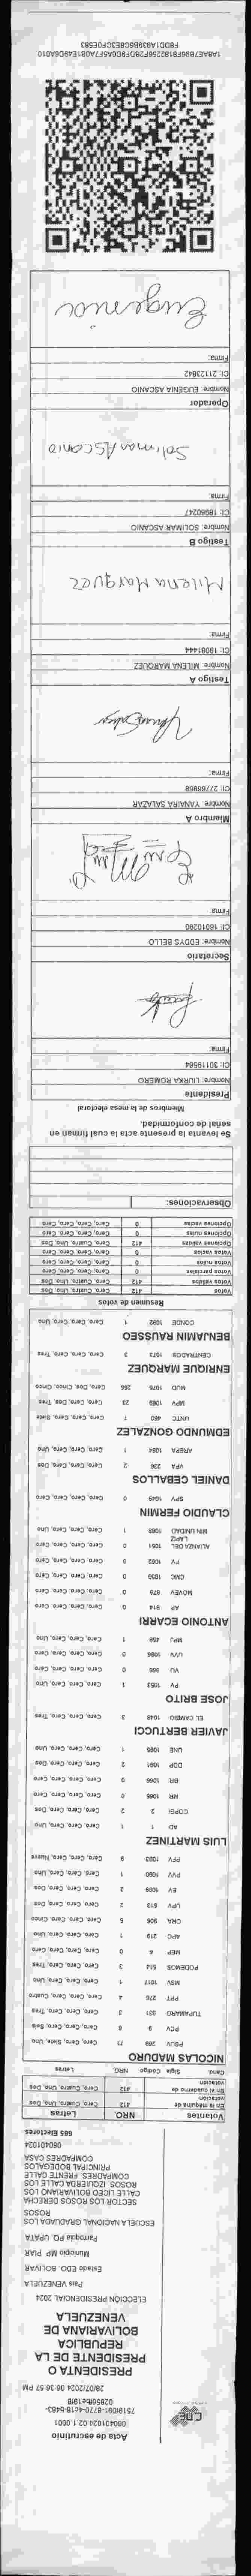 CNE
Acta de escrutinio
060401024.02.1.0001
28/07/2024 06:36:57 PM
PRESIDENTA O
PRESIDENTE DE LA
REPUBLICA
BOLIVARIANA DE
VENEZUELA
ELECCIÓN PRESIDENCIAL 2024
Pais VENEZUELA
Estado EDO. BOLIVAR
Municipio MP. PIAR
Parroquia PQ. UPATA
ESCUELA NACIONAL GRADUADA LOS
ROSOS
SECTOR LOS ROSOS DERECHA
CALLE LICEO BOLIVARIANO LOS
ROSOS. IZQUIERDA CALLE LOS
COMPADRES. FRENTE CALLE
PRINCIPAL BODEGALOS
COMPADRES CASA
060401024
665 Electores
Votantes NRO. Letras
En la máquina de votación 412 Cero, Cuatro, Uno, Dos
En el cuaderno de votación 412 Cero, Cuatro, Uno, Dos
Cand. Sigla Código NRO. Letras
NICOLAS MADURO
PSUV 269 71 Cero, Cero, Siete, Uno
PCV 9 6 Cero, Cero, Cero, Seis
TUPAMARO 931 3 Cero, Cero, Cero, Tres
PPT 276 4 Cero, Cero, Cero, Cuatro
MSV 1017 1 Cero, Cero, Cero, Uno
PODEMOS 514 3 Cero, Cero, Cero, Tres
MEP 6 0 Cero, Cero, Cero, Cero
APC 219 1 Cero, Cero, Cero, Uno
ORA 906 5 Cero, Cero, Cero, Cinco
UPV 513 2 Cero, Cero, Cero, Dos
EV 1089 2 Cero, Cero, Cero, Dos
PVV 1090 1 Cero, Cero, Cero, Uno
PFV 1093 9 Cero, Cero, Cero, Nueve
LUIS MARTINEZ
AD 1 1 Cero, Cero, Cero, Uno
COPEI 2 2 Cero, Cero, Cero, Dos
MR 1065 0 Cero, Cero, Cero, Cero
BR 1066 0 Cero, Cero, Cero, Cero
DDP 1091 2 Cero, Cero, Cero, Dos
UNE 1095 1 Cero, Cero, Cero, Uno
JAVIER BERTUCCI
EL CAMBIO 1048 3 Cero, Cero, Cero, Tres
JOSE BRITO
PV 1053 1 Cero, Cero, Cero, Uno
VU 968 0 Cero, Cero, Cero, Cero
UVV 1086 0 Cero, Cero, Cero, Cero
MPJ 459 1 Cero, Cero, Cero, Uno
ANTONIO ECARRI
AP 914 0 Cero, Cero, Cero, Cero
MOVEV 678 0 Cero, Cero, Cero, Cero
CMC 1050 0 Cero, Cero, Cero, Cero
FV 1062 0 Cero, Cero, Cero, Cero
ALIANZA DEL LAPIZ 1051 0 Cero, Cero, Cero, Cero
MIN UNIDAD 1068 1 Cero, Cero, Cero, Uno
CLAUDIO FERMIN
SPV 1049 0 Cero, Cero, Cero, Cero
DANIEL CEBALLOS
VPA 236 2 Cero, Cero, Cero, Dos
AREPA 1094 1 Cero, Cero, Cero, Uno
EDMUNDO GONZALEZ
UNTC 460 7 Cero, Cero, Cero, Siete
MPV 1069 23 Cero, Cero, Dos, Tres
MUD 1076 255 Cero, Dos, Cinco, Cinco
ENRIQUE MARQUEZ
CENTRADOS 1073 3 Cero, Cero, Cero, Tres
BENJAMIN RAUSSEO
CONDE 1092 1 Cero, Cero, Cero, Uno
Resumen de votos
Votos 412 Cero, Cuatro, Uno, Dos
Votos validos 412 Cero, Cuatro, Uno, Dos
Votos parciales 0 Cero, Cero, Cero, Cero
Votos nulos 0 Cero, Cero, Cero, Cero
Votos vacios 0 Cero, Cero, Cero, Cero
Opciones validas 412 Cero, Cuatro, Uno, Dos
Opciones nulas 0 Cero, Cero, Cero, Cero
Opciones vacias 0 Cero, Cero, Cero, Cero
Observaciones:
Se levanta la presente acta la cual firman en
señal de conformidad.
Miembros de la mesa electoral
Presidente
Nombre: LIURKA ROMERO
CI: 30119564
Firma:
Secretario
Nombre: EDDYS BELLO
CI: 16010290
Firma:
Miembro A
Nombre: YANAIRA SALAZAR
CI: 27766858
Firma:
Testigo A
Nombre: MILENA MARQUEZ
CI: 19081444
Firma:
Milena Marquez
Testigo B
Nombre: SOLIMAR ASCANIO
CI: 18960247
Firma:
Solimar Ascanio
Operador
Nombre: EUGENIA ASCANIO
CI: 21123842
Firma:
Eugenia